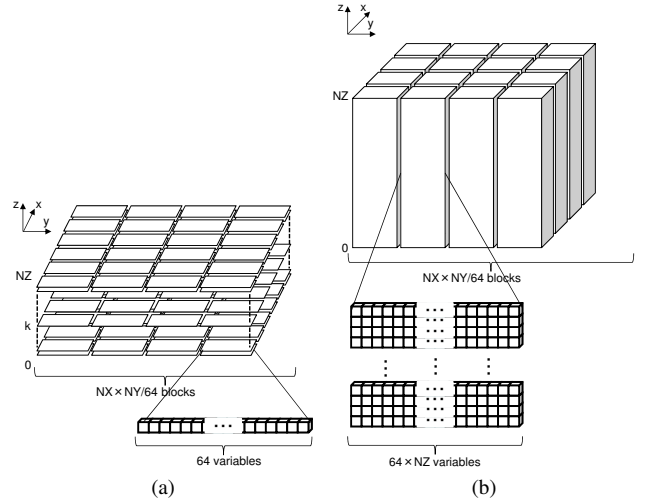 z
x
y
NZ
k
0
NX×NY/64 blocks
...
64 variables
(a)
z
x
y
NZ
0
NX×NY/64 blocks
...
...
...
...
⋮ ⋮ ⋮
...
...
...
...
64×NZ variables
(b)